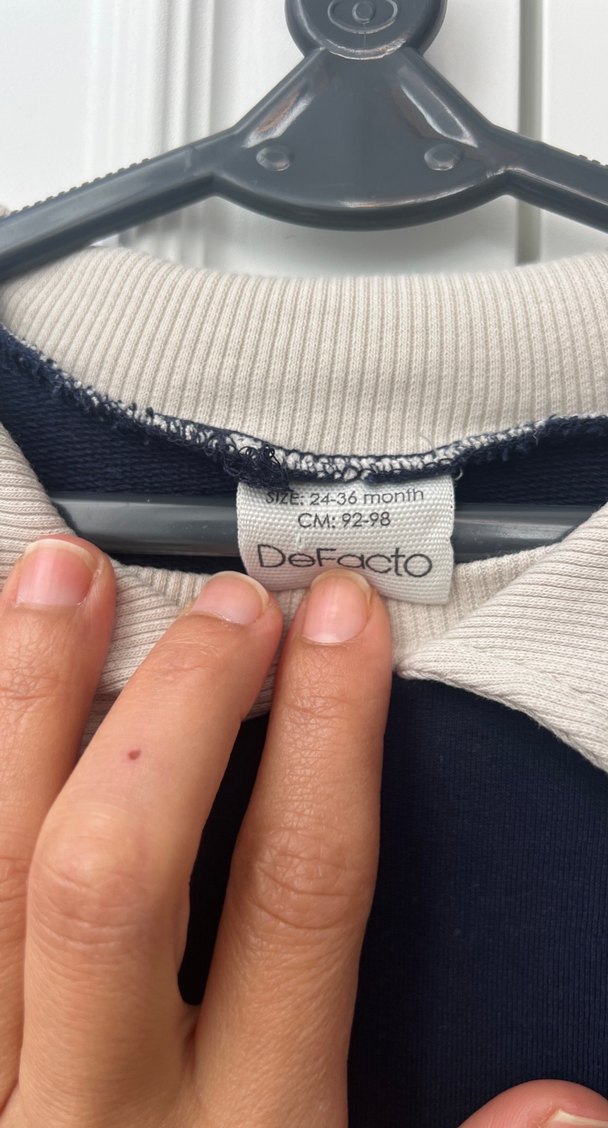 SIZE: 24-36 month
CM: 92-98
DeFacto